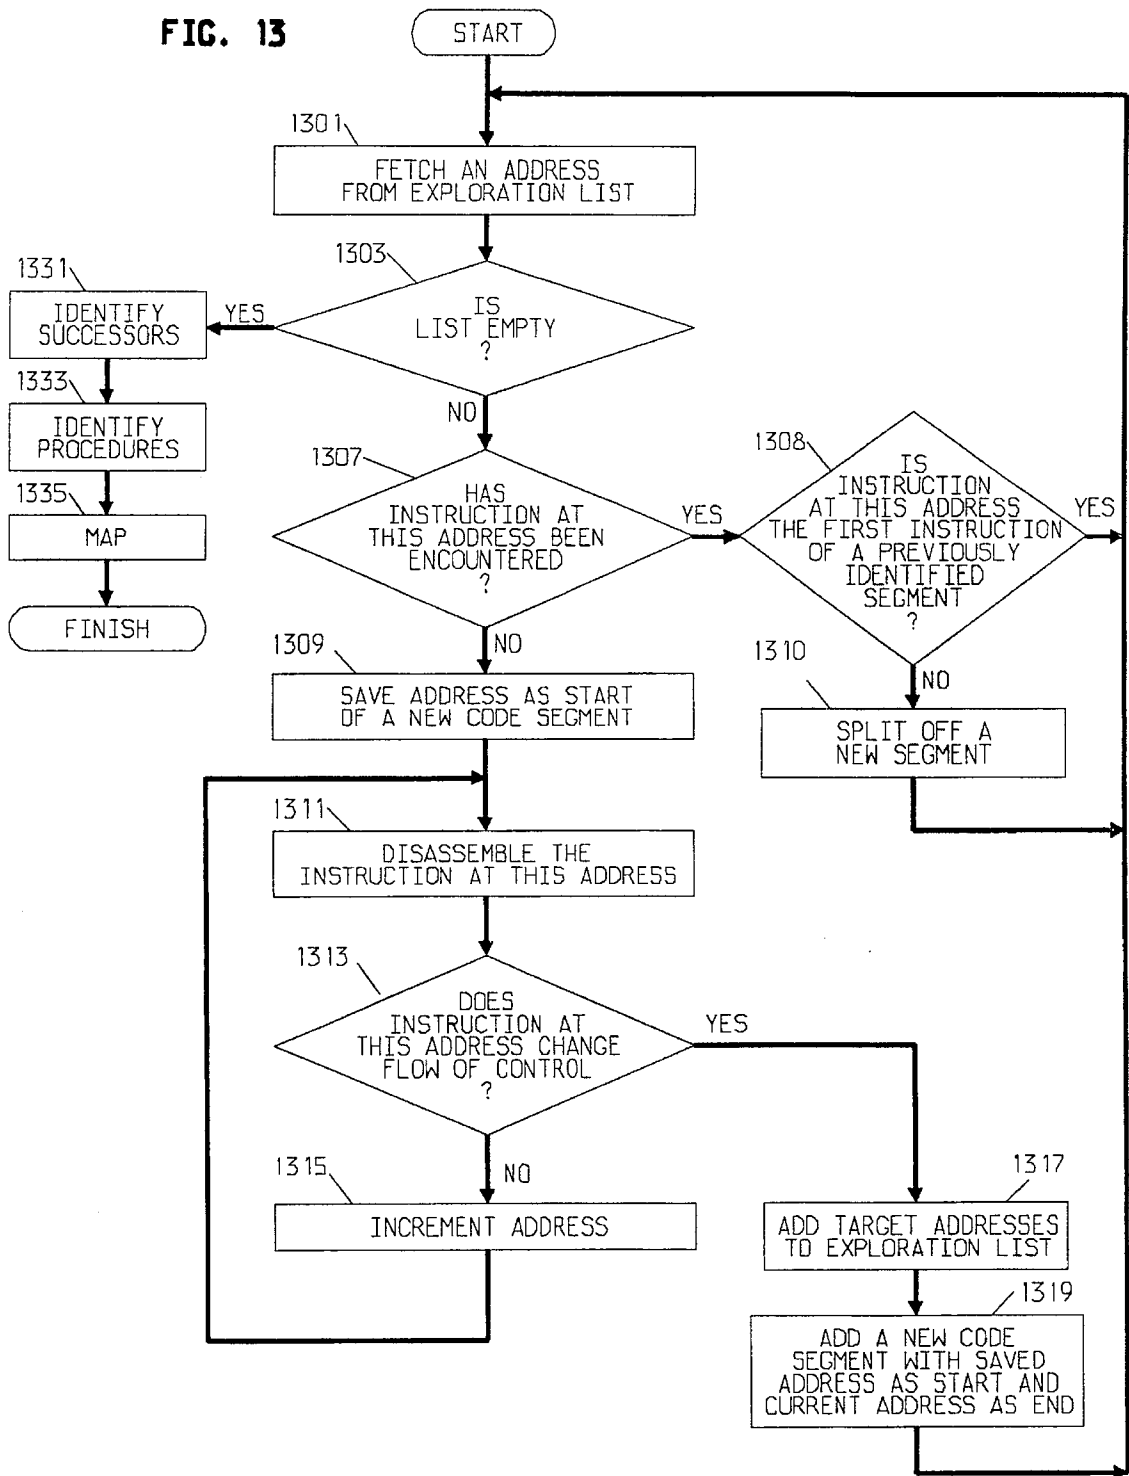 FIG. 13
START
1301
FETCH AN ADDRESS
FROM EXPLORATION LIST
1303
IS
LIST EMPTY
?
YES
NO
1331
IDENTIFY
SUCCESSORS
1333
IDENTIFY
PROCEDURES
1335
MAP
FINISH
1307
HAS
INSTRUCTION AT
THIS ADDRESS BEEN
ENCOUNTERED
?
YES
NO
1308
IS
INSTRUCTION
AT THIS ADDRESS
THE FIRST INSTRUCTION
OF A PREVIOUSLY
IDENTIFIED
SEGMENT
?
YES
NO
1310
SPLIT OFF A
NEW SEGMENT
1309
SAVE ADDRESS AS START
OF A NEW CODE SEGMENT
1311
DISASSEMBLE THE
INSTRUCTION AT THIS ADDRESS
1313
DOES
INSTRUCTION AT
THIS ADDRESS CHANGE
FLOW OF CONTROL
?
YES
NO
1315
INCREMENT ADDRESS
1317
ADD TARGET ADDRESSES
TO EXPLORATION LIST
1319
ADD A NEW CODE
SEGMENT WITH SAVED
ADDRESS AS START AND
CURRENT ADDRESS AS END